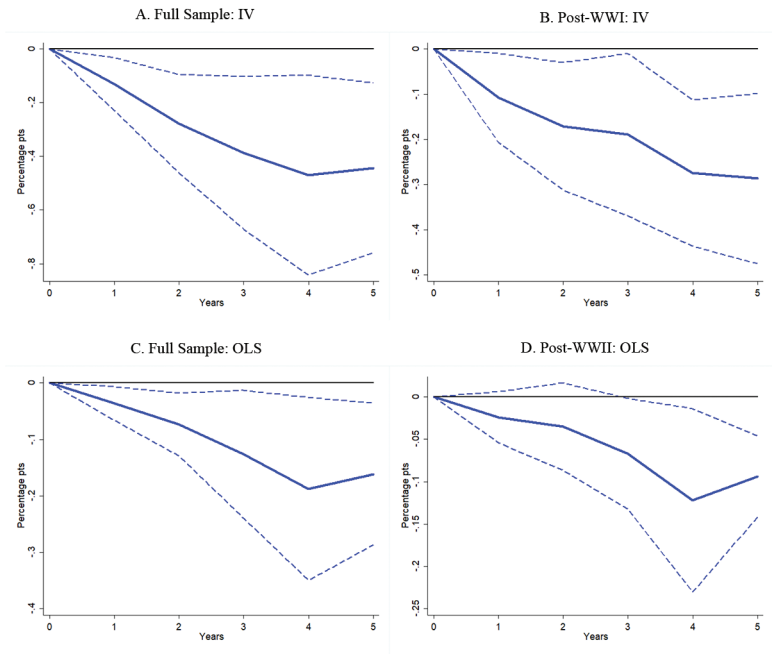 A. Full Sample: IV
Percentage pts
0
-.2
-.4
-.6
-.8
0 1 2 3 4 5
Years
B. Post-WWI: IV
Percentage pts
0
-.1
-.2
-.3
-.4
-.5
0 1 2 3 4 5
Years
C. Full Sample: OLS
Percentage pts
0
-.1
-.2
-.3
-.4
0 1 2 3 4 5
Years
D. Post-WWII: OLS
Percentage pts
0
-.05
-.1
-.15
-.2
-.25
0 1 2 3 4 5
Years